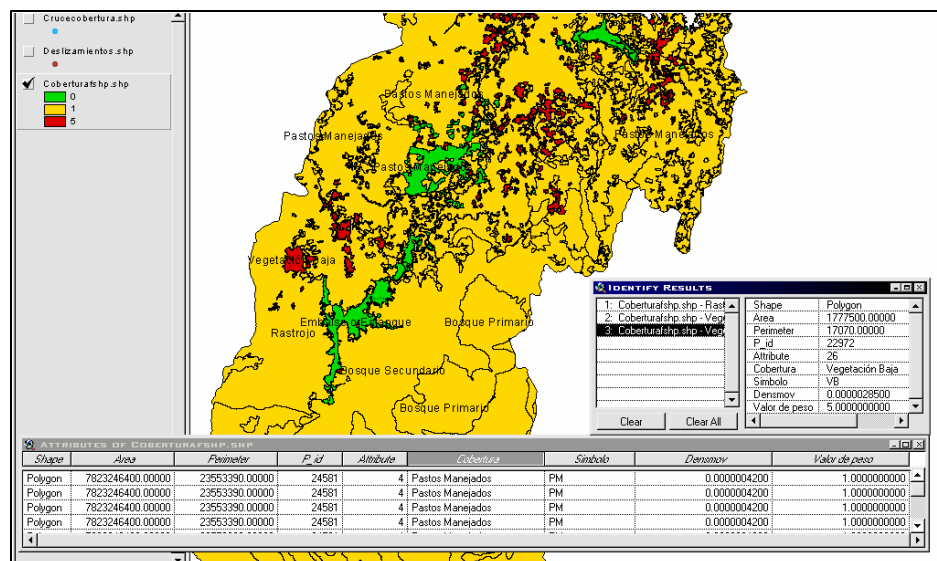 Crucecobertura.shp
Deslizamientos.shp
Coberturafshp.shp
0
1
5
Pastos Manejados
Pastos Manejados
Pastos Manejados
Pastos Manejados
Vegetación Baja
Embalse o Estanque
Rastrojo
Bosque Primario
Bosque Secundario
Bosque Primario
IDENTIFY RESULTS
1: Coberturafshp.shp - Rast
2: Coberturafshp.shp - Vege
3: Coberturafshp.shp - Vege
Shape Polygon
Area 1777500.00000
Perimeter 17070.00000
P_id 22972
Attribute 26
Cobertura Vegetación Baja
Simbolo VB
Densmov 0.0000028500
Valor de peso 5.0000000000
Clear Clear All
ATTRIBUTES OF COBERTURAFSHP.SHP
Shape Area Perimeter P_id Attribute Cobertura Simbolo Densmov Valor de peso
Polygon 7823246400.00000 23553390.00000 24581 4 Pastos Manejados PM 0.0000004200 1.0000000000
Polygon 7823246400.00000 23553390.00000 24581 4 Pastos Manejados PM 0.0000004200 1.0000000000
Polygon 7823246400.00000 23553390.00000 24581 4 Pastos Manejados PM 0.0000004200 1.0000000000
Polygon 7823246400.00000 23553390.00000 24581 4 Pastos Manejados PM 0.0000004200 1.0000000000